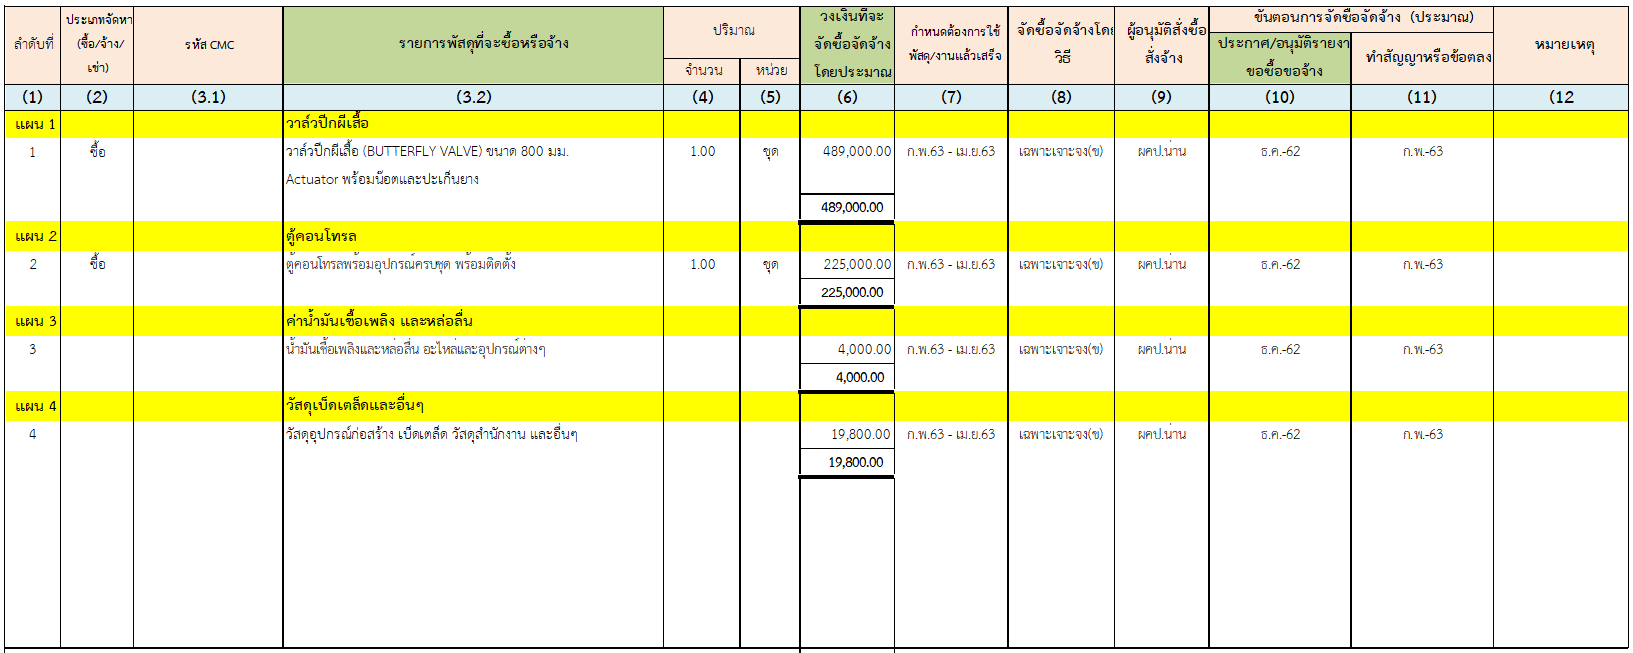 ลำดับที่ ประเภทจัดหา (ซื้อ/จ้าง/เช่า) รหัส CMC รายการพัสดุที่จะซื้อหรือจ้าง ปริมาณ วงเงินที่จะจัดซื้อจัดจ้างโดยประมาณ กำหนดต้องการใช้พัสดุ/งานแล้วเสร็จ จัดซื้อจัดจ้างโดยวิธี ผู้อนุมัติสั่งซื้อสั่งจ้าง ขั้นตอนการจัดซื้อจัดจ้าง (ประมาณ) หมายเหตุ
จำนวน หน่วย ประกาศ/อนุมัติรายงาขอซื้อขอจ้าง ทำสัญญาหรือข้อตลง
(1) (2) (3.1) (3.2) (4) (5) (6) (7) (8) (9) (10) (11) (12
แผน 1 วาล์วปีกผีเสื้อ
1 ซื้อ วาล์วปีกผีเสื้อ (BUTTERFLY VALVE) ขนาด 800 มม. 1.00 ชุด 489,000.00 ก.พ.63 - เม.ย.63 เฉพาะเจาะจง(ข) ผคป.น่าน ธ.ค.-62 ก.พ.-63
Actuator พร้อมน๊อตและปะเก็นยาง
489,000.00
แผน 2 ตู้คอนโทรล
2 ซื้อ ตู้คอนโทรลพร้อมอุปกรณ์ครบชุด พร้อมติดตั้ง 1.00 ชุด 225,000.00 ก.พ.63 - เม.ย.63 เฉพาะเจาะจง(ข) ผคป.น่าน ธ.ค.-62 ก.พ.-63
225,000.00
แผน 3 ค่าน้ำมันเชื้อเพลิง และหล่อลื่น
3 น้ำมันเชื้อเพลิงและหล่อลื่น อะไหล่และอุปกรณ์ต่างๆ 4,000.00 ก.พ.63 - เม.ย.63 เฉพาะเจาะจง(ข) ผคป.น่าน ธ.ค.-62 ก.พ.-63
4,000.00
แผน 4 วัสดุเบ็ดเตล็ดและอื่นๆ
4 วัสดุอุปกรณ์ก่อสร้าง เบ็ดเตล็ด วัสดุสำนักงาน และอื่นๆ 19,800.00 ก.พ.63 - เม.ย.63 เฉพาะเจาะจง(ข) ผคป.น่าน ธ.ค.-62 ก.พ.-63
19,800.00